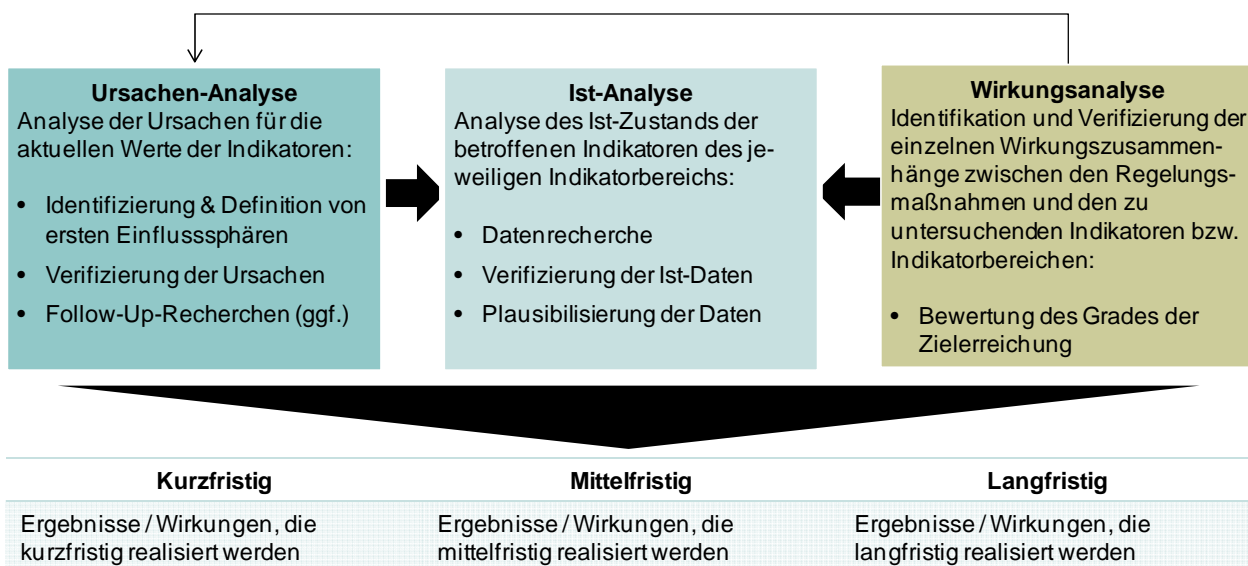 Ursachen-Analyse
Analyse der Ursachen für die
aktuellen Werte der Indikatoren:
• Identifizierung & Definition von
ersten Einflusssphären
• Verifizierung der Ursachen
• Follow-Up-Recherchen (ggf.)
Ist-Analyse
Analyse des Ist-Zustands der
betroffenen Indikatoren des je-
weiligen Indikatorbereichs:
• Datenrecherche
• Verifizierung der Ist-Daten
• Plausibilisierung der Daten
Wirkungsanalyse
Identifikation und Verifizierung der
einzelnen Wirkungszusammen-
hänge zwischen den Regelungs-
maßnahmen und den zu
untersuchenden Indikatoren bzw.
Indikatorbereichen:
• Bewertung des Grades der
Zielerreichung
Kurzfristig
Ergebnisse / Wirkungen, die
kurzfristig realisiert werden
Mittelfristig
Ergebnisse / Wirkungen, die
mittelfristig realisiert werden
Langfristig
Ergebnisse / Wirkungen, die
langfristig realisiert werden